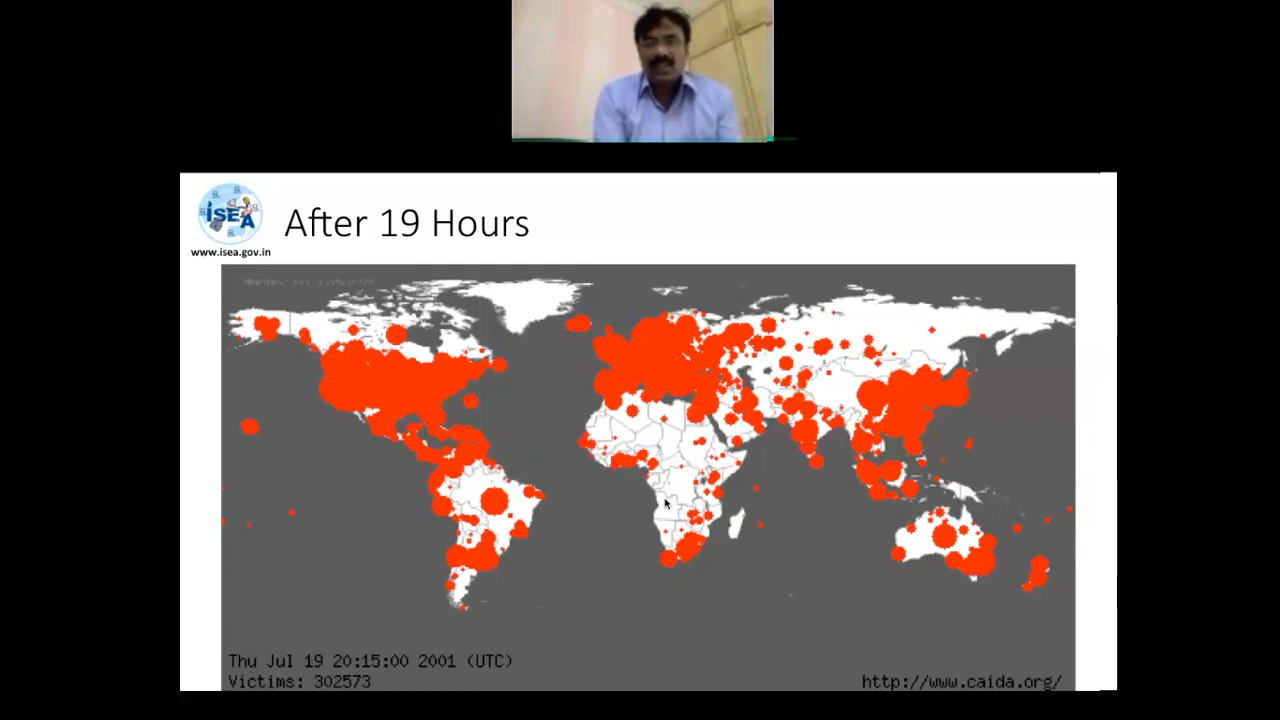 ISEA
www.isea.gov.in
After 19 Hours
Thu Jul 19 20:15:00 2001 (UTC)
Victims: 302573
http://www.caida.org/